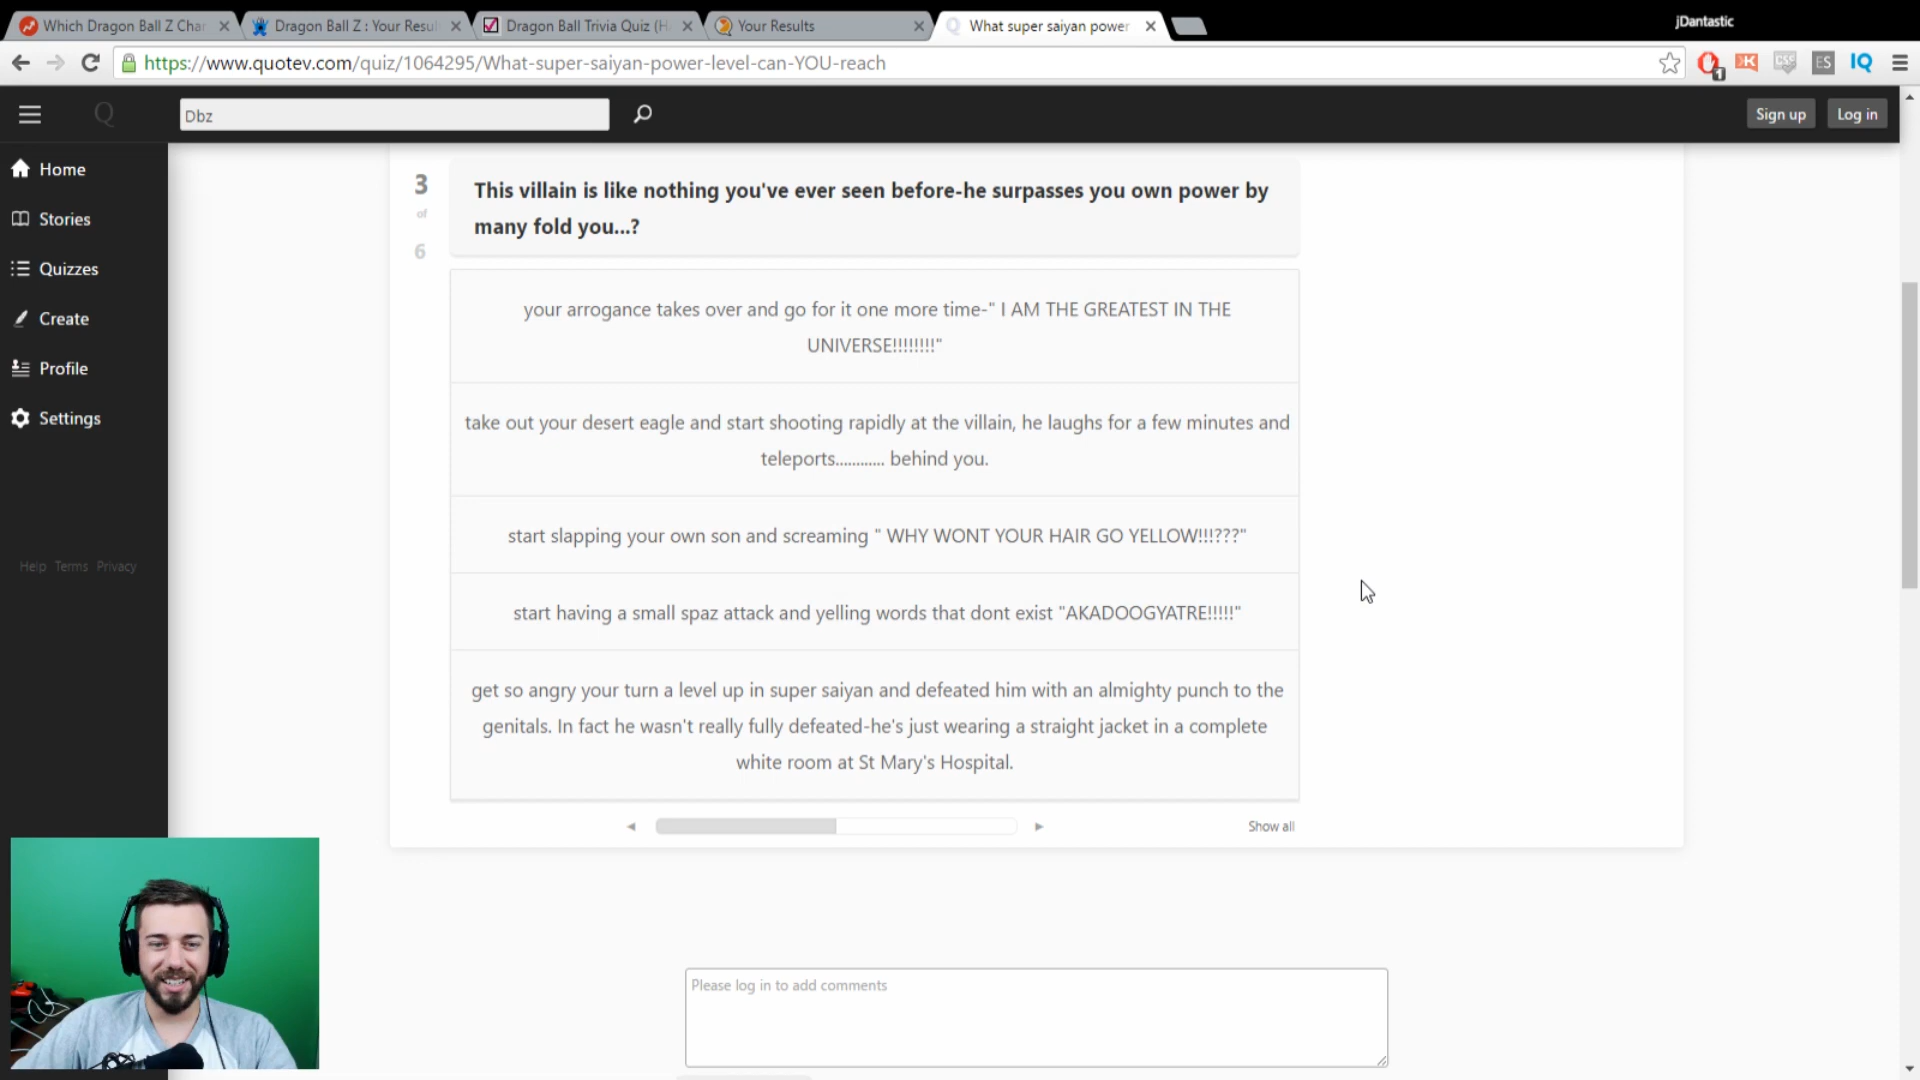 Which Dragon Ball Z Char
Dragon Ball Z : Your Resul
Dragon Ball Trivia Quiz (H
Your Results
What super saiyan power
jDantastic
https://www.quotev.com/quiz/1064295/What-super-saiyan-power-level-can-YOU-reach
1
K
CSC
ES
IQ
Q
Dbz
Sign up
Log in
Home
Stories
Quizzes
Create
Profile
Settings
Help Terms Privacy
3
of
6
This villain is like nothing you've ever seen before-he surpasses you own power by
many fold you...?
your arrogance takes over and go for it one more time-" I AM THE GREATEST IN THE
UNIVERSE!!!!!!!!"
take out your desert eagle and start shooting rapidly at the villain, he laughs for a few minutes and
teleports............ behind you.
start slapping your own son and screaming " WHY WONT YOUR HAIR GO YELLOW!!!???"
start having a small spaz attack and yelling words that dont exist "AKADOOGYATRE!!!!!"
get so angry your turn a level up in super saiyan and defeated him with an almighty punch to the
genitals. In fact he wasn't really fully defeated-he's just wearing a straight jacket in a complete
white room at St Mary's Hospital.
Show all
Please log in to add comments